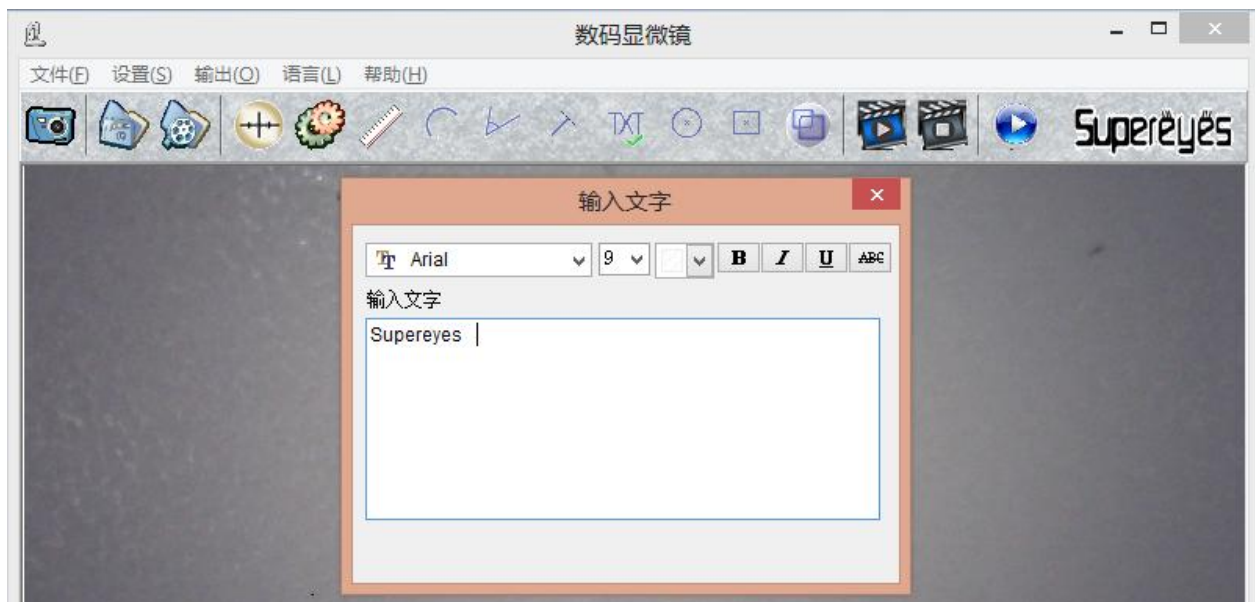 数码显微镜
文件(F) 设置(S) 输出(O) 语言(L) 帮助(H)
TXT Supereyes
输入文字
Arial 9 B I U ABC
输入文字
Supereyes